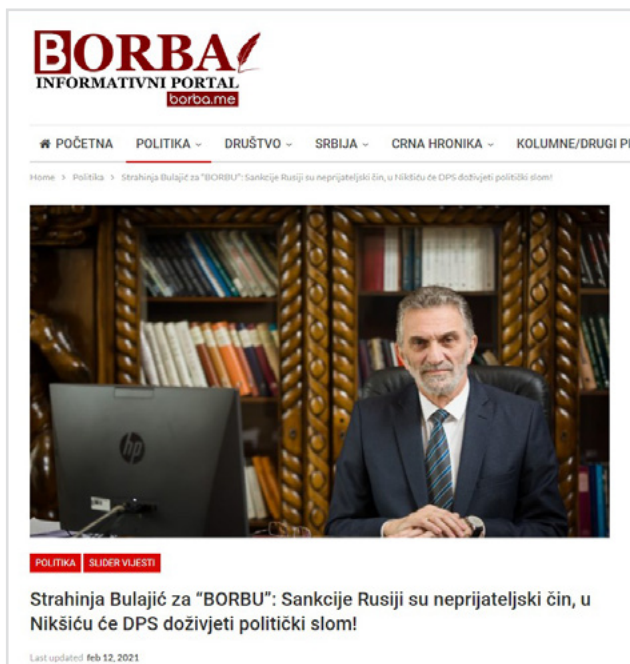 BORBA
INFORMATIVNI PORTAL
borba.me
POČETNA POLITIKA DRUŠTVO SRBIJA CRNA HRONIKA KOLUMNE/DRUGI
Home > Politika > Strahinja Bulajić za "BORBU": Sankcije Rusiji su neprijateljski čin, u Nikšiću će DPS doživjeti politički slom!
hp
POLITIKA SLIDER VIJESTI
Strahinja Bulajić za “BORBU”: Sankcije Rusiji su neprijateljski čin, u
Nikšiću će DPS doživjeti politički slom!
Last updated feb 12, 2021